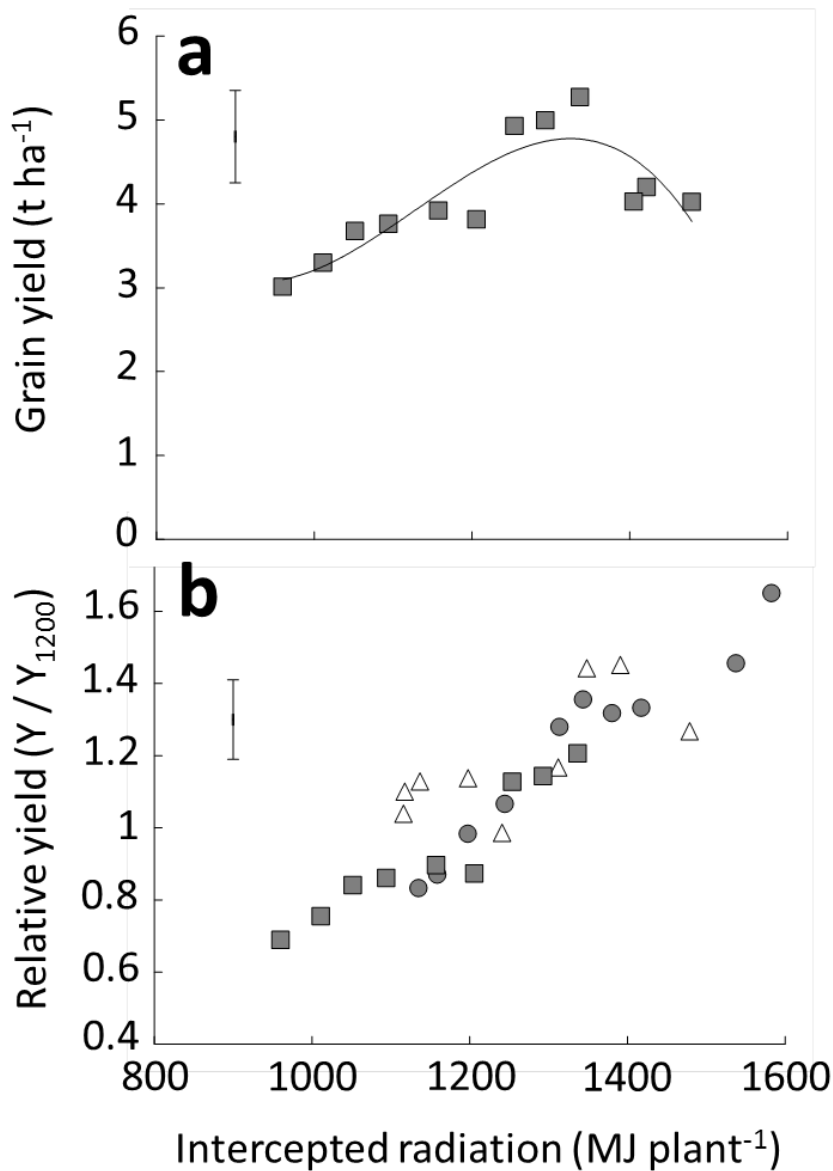 a
Grain yield (t ha-1)
6
5
4
3
2
1
0
b
Relative yield (Y / Y1200)
1.6
1.4
1.2
1
0.8
0.6
0.4
800 1000 1200 1400 1600
Intercepted radiation (MJ plant-1)